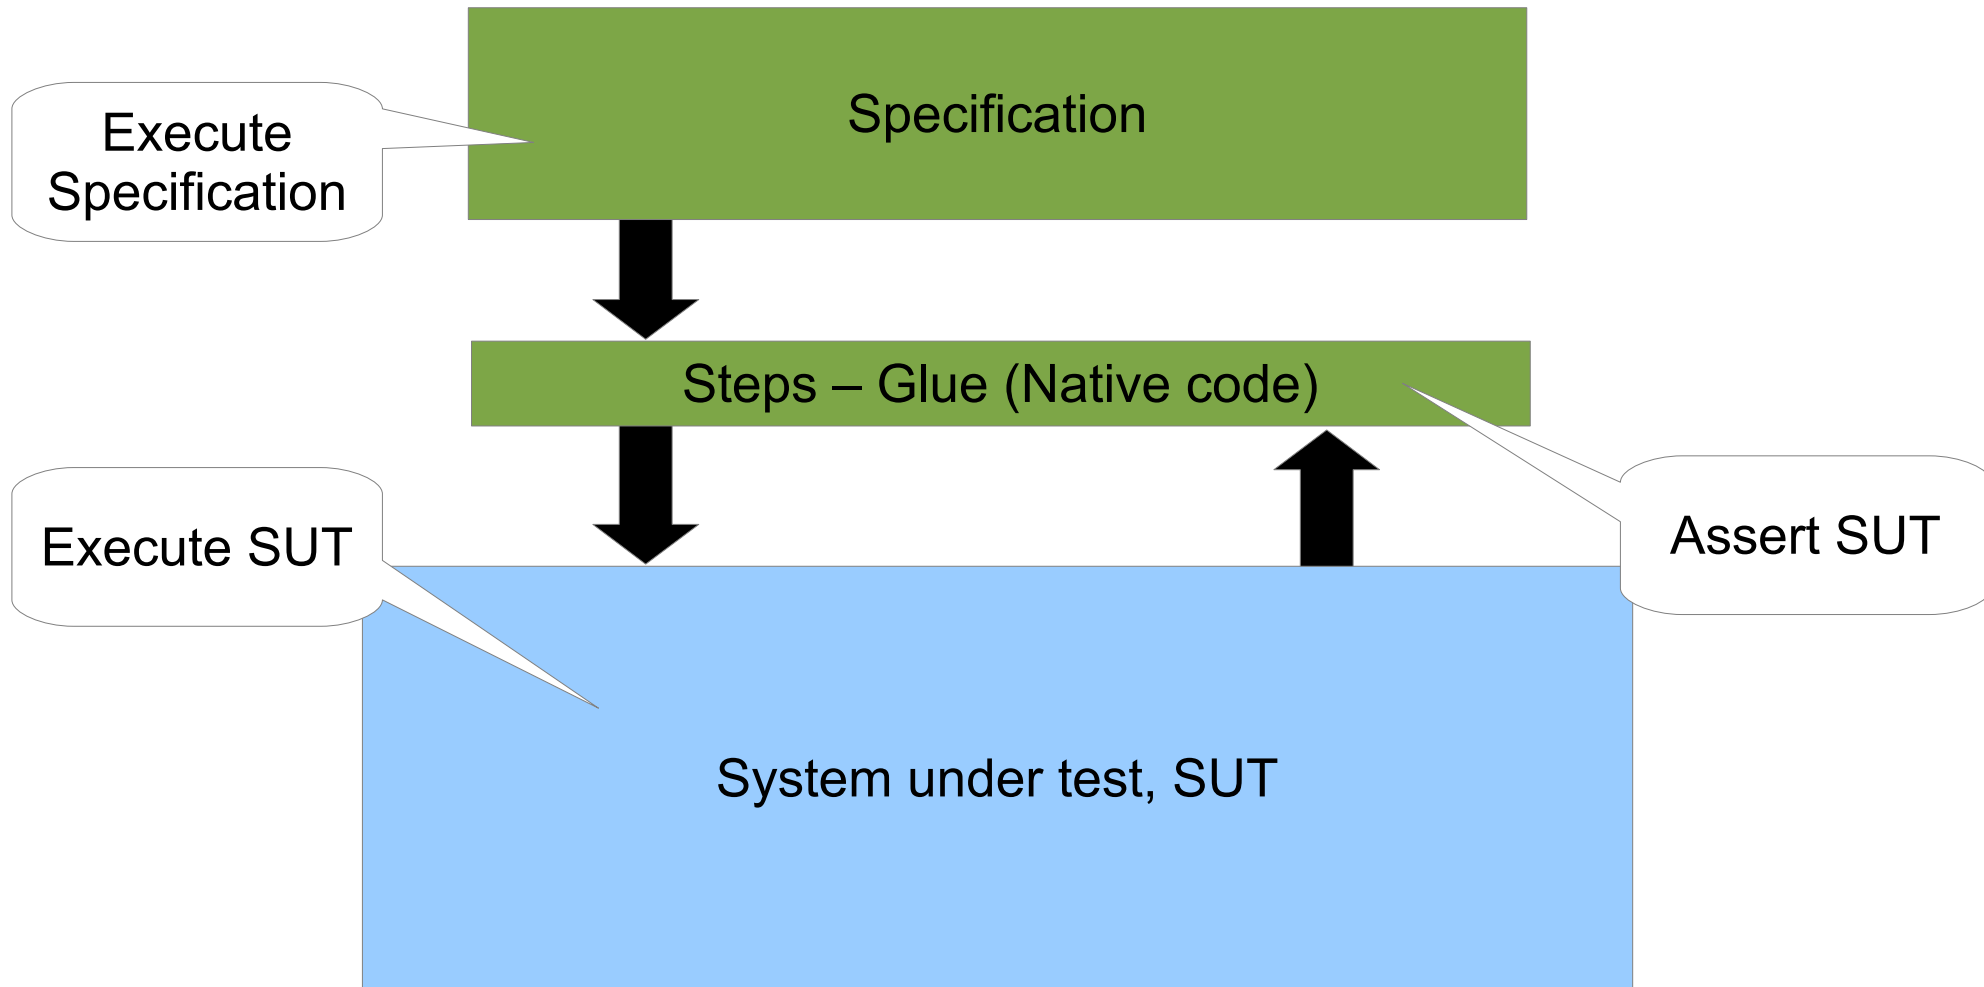 Specification
Execute
Specification
Steps – Glue (Native code)
Execute SUT
Assert SUT
System under test, SUT